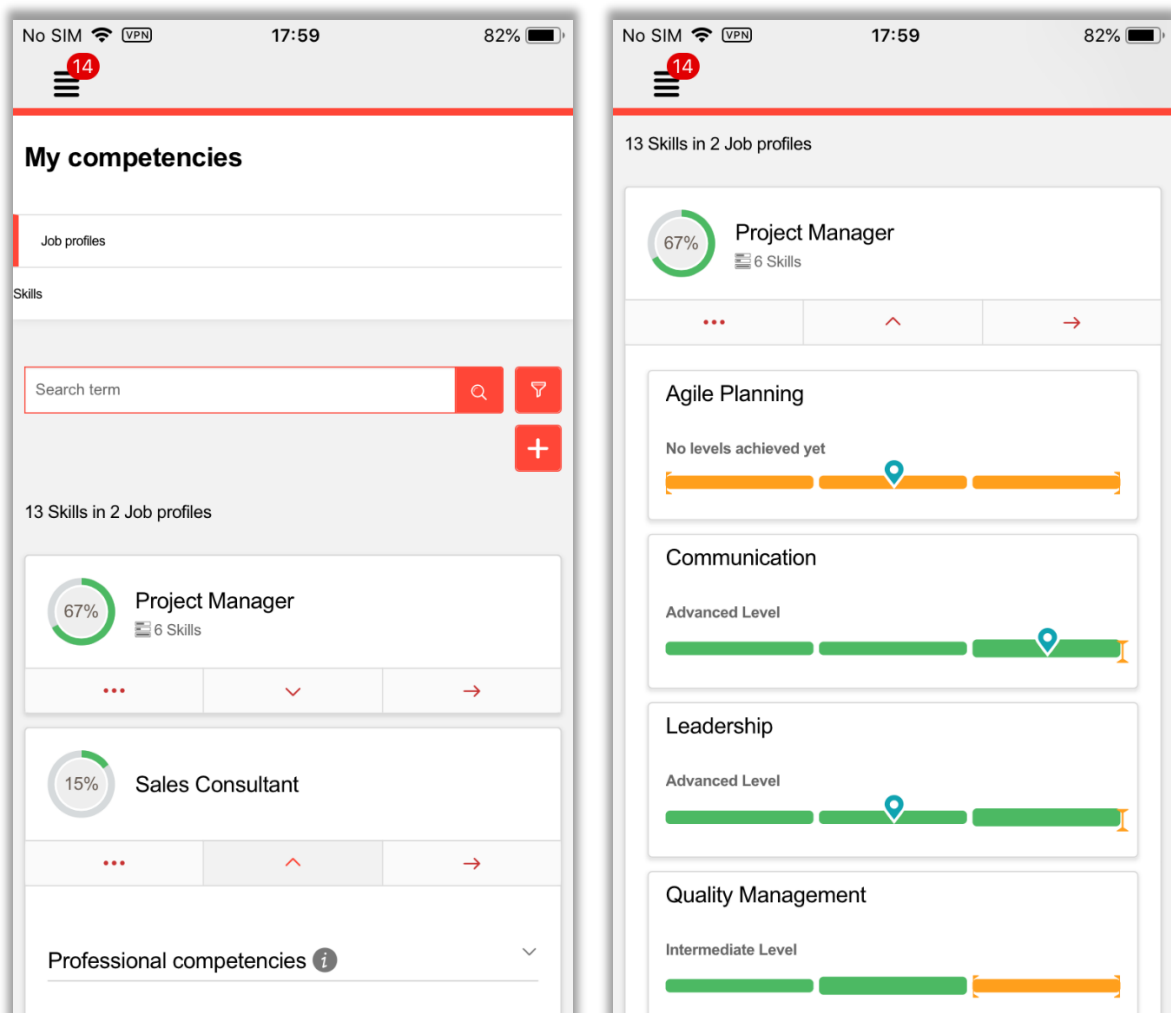 No SIM VPN 17:59 82%
14
My competencies
Job profiles
Skills
Search term
13 Skills in 2 Job profiles
67% Project Manager
6 Skills
15% Sales Consultant
Professional competencies i
No SIM VPN 17:59 82%
14
13 Skills in 2 Job profiles
67% Project Manager
6 Skills
Agile Planning
No levels achieved yet
Communication
Advanced Level
Leadership
Advanced Level
Quality Management
Intermediate Level